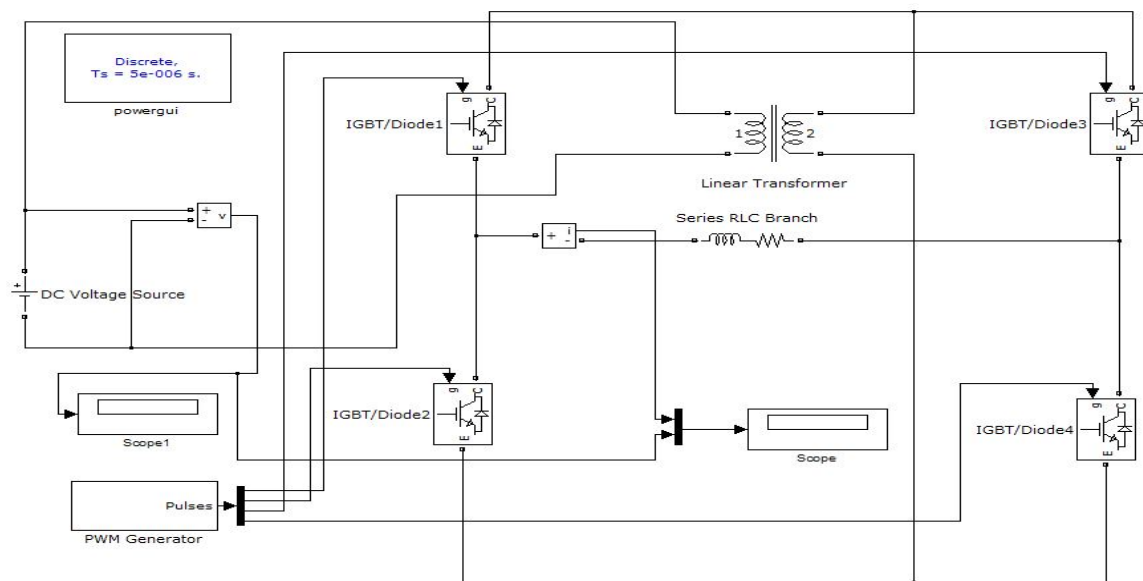 Discrete,
Ts = 5e-006 s.
powergui
g C
IGBT/Diode1
E
g C
IGBT/Diode3
E
1 2
Linear Transformer
Series RLC Branch
+ v
-
+ i
-
+
DC Voltage Source
g C
IGBT/Diode2
E
g C
IGBT/Diode4
E
Scope1
Scope
Pulses
PWM Generator